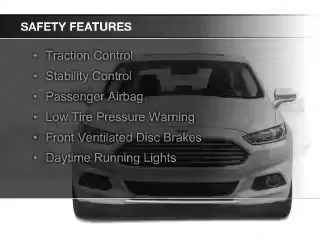 SAFETY FEATURES
• Traction Control
• Stability Control
• Passenger Airbag
• Low Tire Pressure Warning
• Front Ventilated Disc Brakes
• Daytime Running Lights